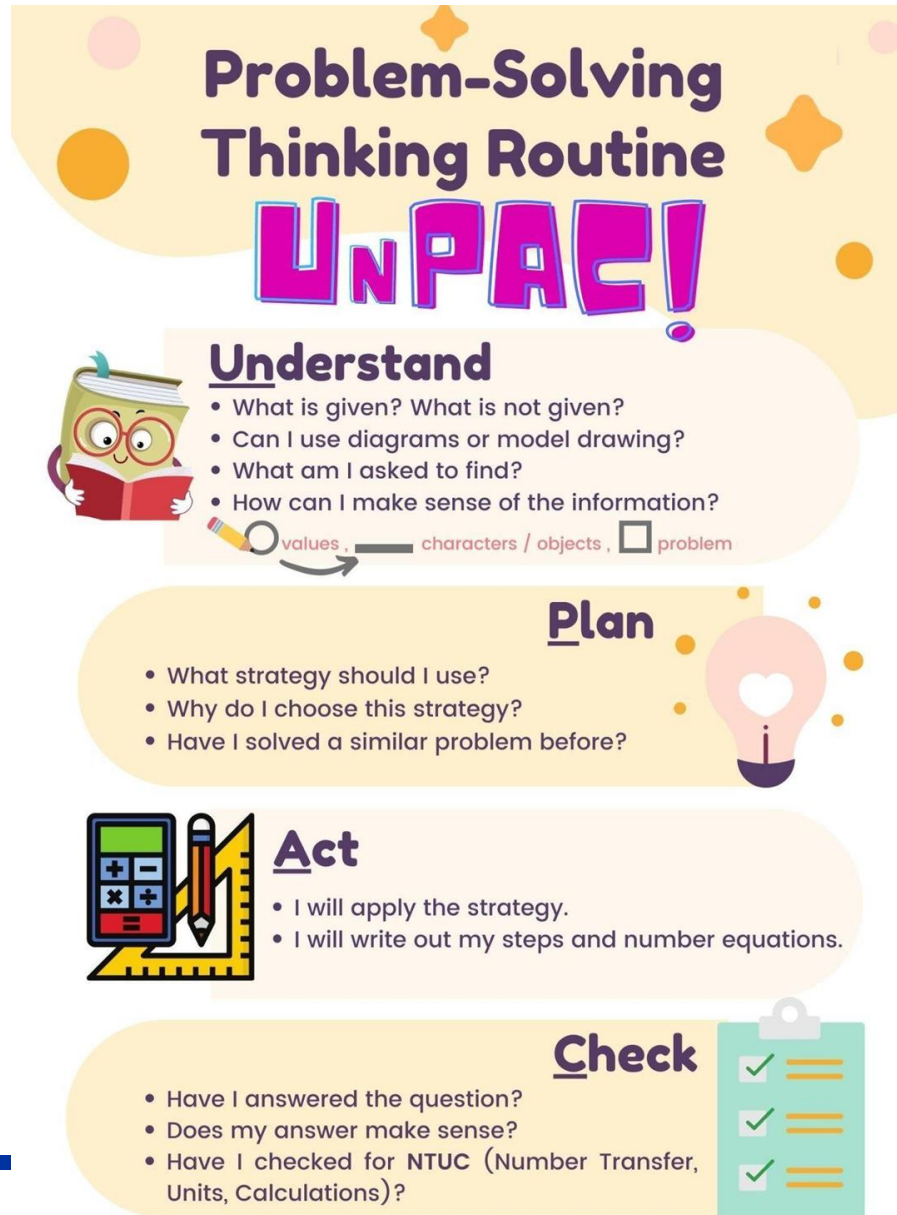 Problem-Solving
Thinking Routine
UnPAC!
Understand
• What is given? What is not given?
• Can I use diagrams or model drawing?
• What am I asked to find?
• How can I make sense of the information?
values , characters / objects , problem
Plan
• What strategy should I use?
• Why do I choose this strategy?
• Have I solved a similar problem before?
Act
• I will apply the strategy.
• I will write out my steps and number equations.
Check
• Have I answered the question?
• Does my answer make sense?
• Have I checked for NTUC (Number Transfer,
Units, Calculations)?